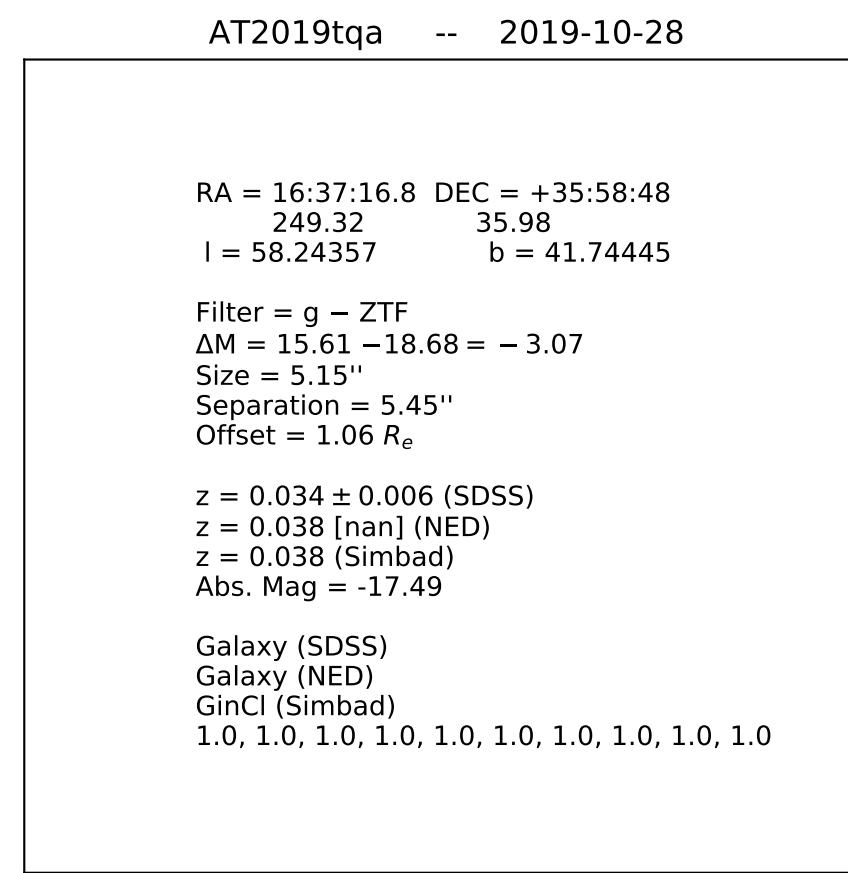 AT2019tqa -- 2019-10-28
RA = 16:37:16.8 DEC = +35:58:48
249.32 35.98
l = 58.24357 b = 41.74445
Filter = g − ZTF
ΔM = 15.61 −18.68 = − 3.07
Size = 5.15''
Separation = 5.45''
Offset = 1.06 Re
z = 0.034 ± 0.006 (SDSS)
z = 0.038 [nan] (NED)
z = 0.038 (Simbad)
Abs. Mag = -17.49
Galaxy (SDSS)
Galaxy (NED)
GinCl (Simbad)
1.0, 1.0, 1.0, 1.0, 1.0, 1.0, 1.0, 1.0, 1.0, 1.0